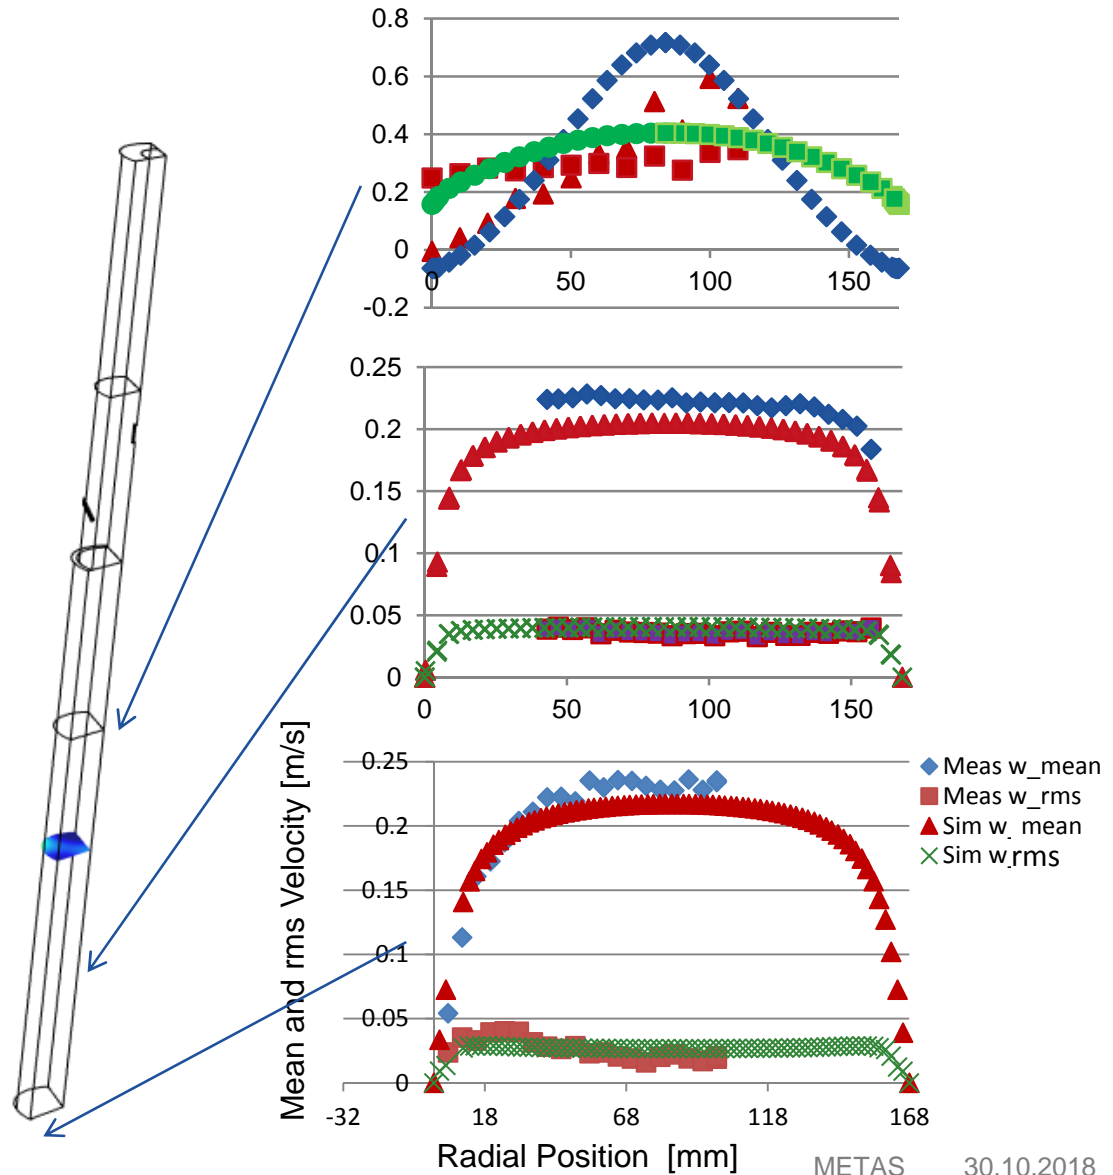 0.8
0.6
0.4
0.2
0
-0.2
0 50 100 150
0.25
0.2
0.15
0.1
0.05
0
0 50 100 150
Mean and rms Velocity [m/s]
0.25
0.2
0.15
0.1
0.05
0
-32 18 68 118 168
Radial Position [mm]
Meas w_mean
Meas w_rms
Sim w_mean
Sim w_rms
METAS 30.10.2018